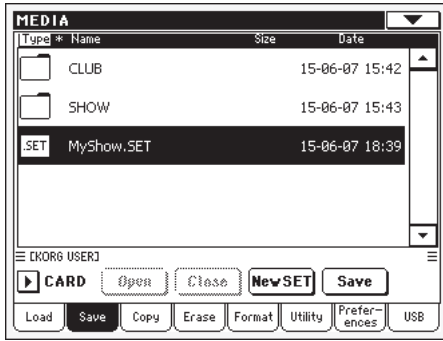 MEDIA
Type * Name Size Date
CLUB 15-06-07 15:42
SHOW 15-06-07 15:43
.SET MyShow.SET 15-06-07 18:39
[KORG USER]
CARD Open Close NewSET Save
Load Save Copy Erase Format Utility Prefer-ences USB